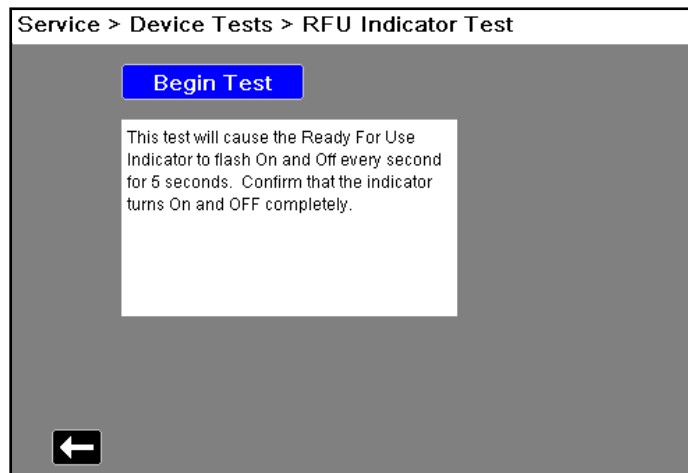 Service > Device Tests > RFU Indicator Test
Begin Test
This test will cause the Ready For Use
Indicator to flash On and Off every second
for 5 seconds.  Confirm that the indicator
turns On and OFF completely.